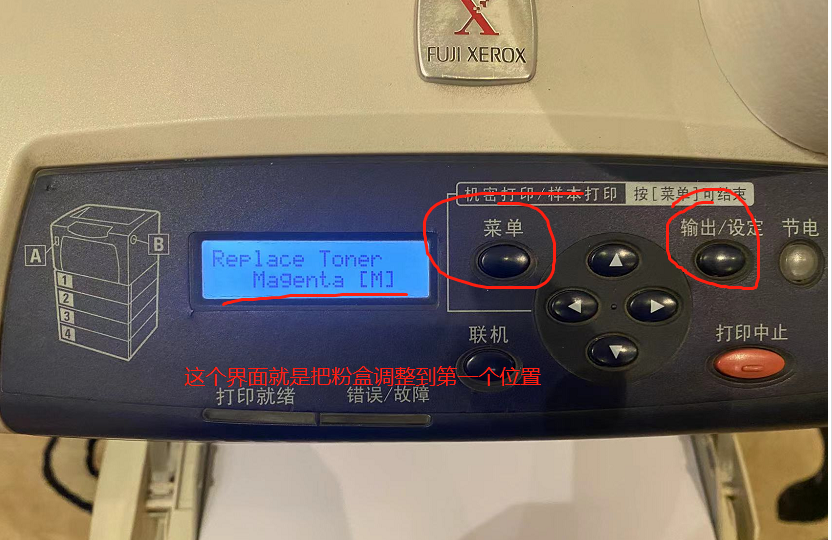 X
FUJI XEROX
机密打印/样本打印 按[菜单]可结束
菜单
输出/设定
节电
A
B
1
2
3
4
Replace Toner
Magenta [M]
联机
打印中止
这个界面就是把粉盒调整到第一个位置
打印就绪
错误/故障